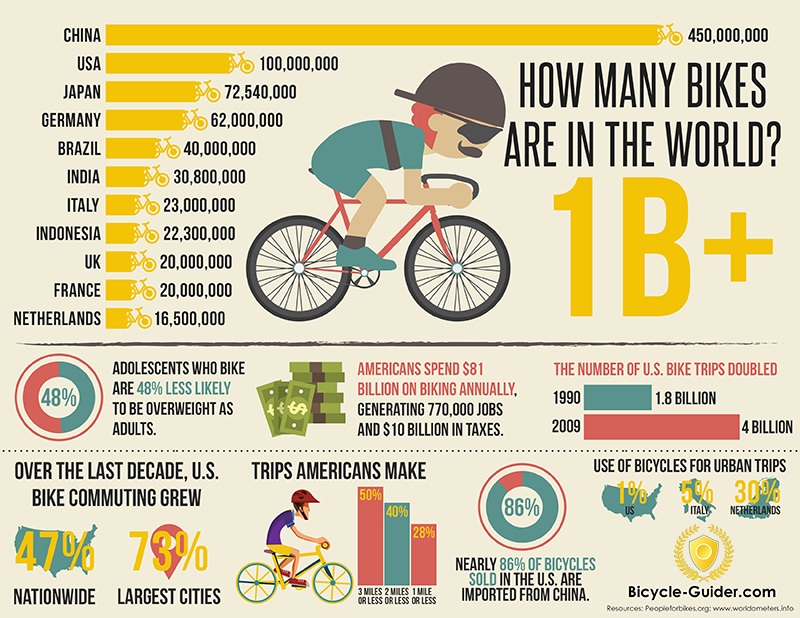 CHINA 450,000,000
USA 100,000,000
JAPAN 72,540,000
GERMANY 62,000,000
BRAZIL 40,000,000
INDIA 30,800,000
ITALY 23,000,000
INDONESIA 22,300,000
UK 20,000,000
FRANCE 20,000,000
NETHERLANDS 16,500,000
HOW MANY BIKES
ARE IN THE WORLD?
1B+
48%
ADOLESCENTS WHO BIKE
ARE 48% LESS LIKELY
TO BE OVERWEIGHT AS
ADULTS.
AMERICANS SPEND $81
BILLION ON BIKING ANNUALLY,
GENERATING 770,000 JOBS
AND $10 BILLION IN TAXES.
THE NUMBER OF U.S. BIKE TRIPS DOUBLED
1990 1.8 BILLION
2009 4 BILLION
OVER THE LAST DECADE, U.S.
BIKE COMMUTING GREW
47%
NATIONWIDE
73%
LARGEST CITIES
TRIPS AMERICANS MAKE
50%
40%
28%
3 MILES 2 MILES 1 MILE
OR LESS OR LESS OR LESS
86%
NEARLY 86% OF BICYCLES
SOLD IN THE U.S. ARE
IMPORTED FROM CHINA.
USE OF BICYCLES FOR URBAN TRIPS
1% 5% 30%
US ITALY NETHERLANDS
Bicycle-Guider.com
Resources: Peopleforbikes.org; www.worldometers.info